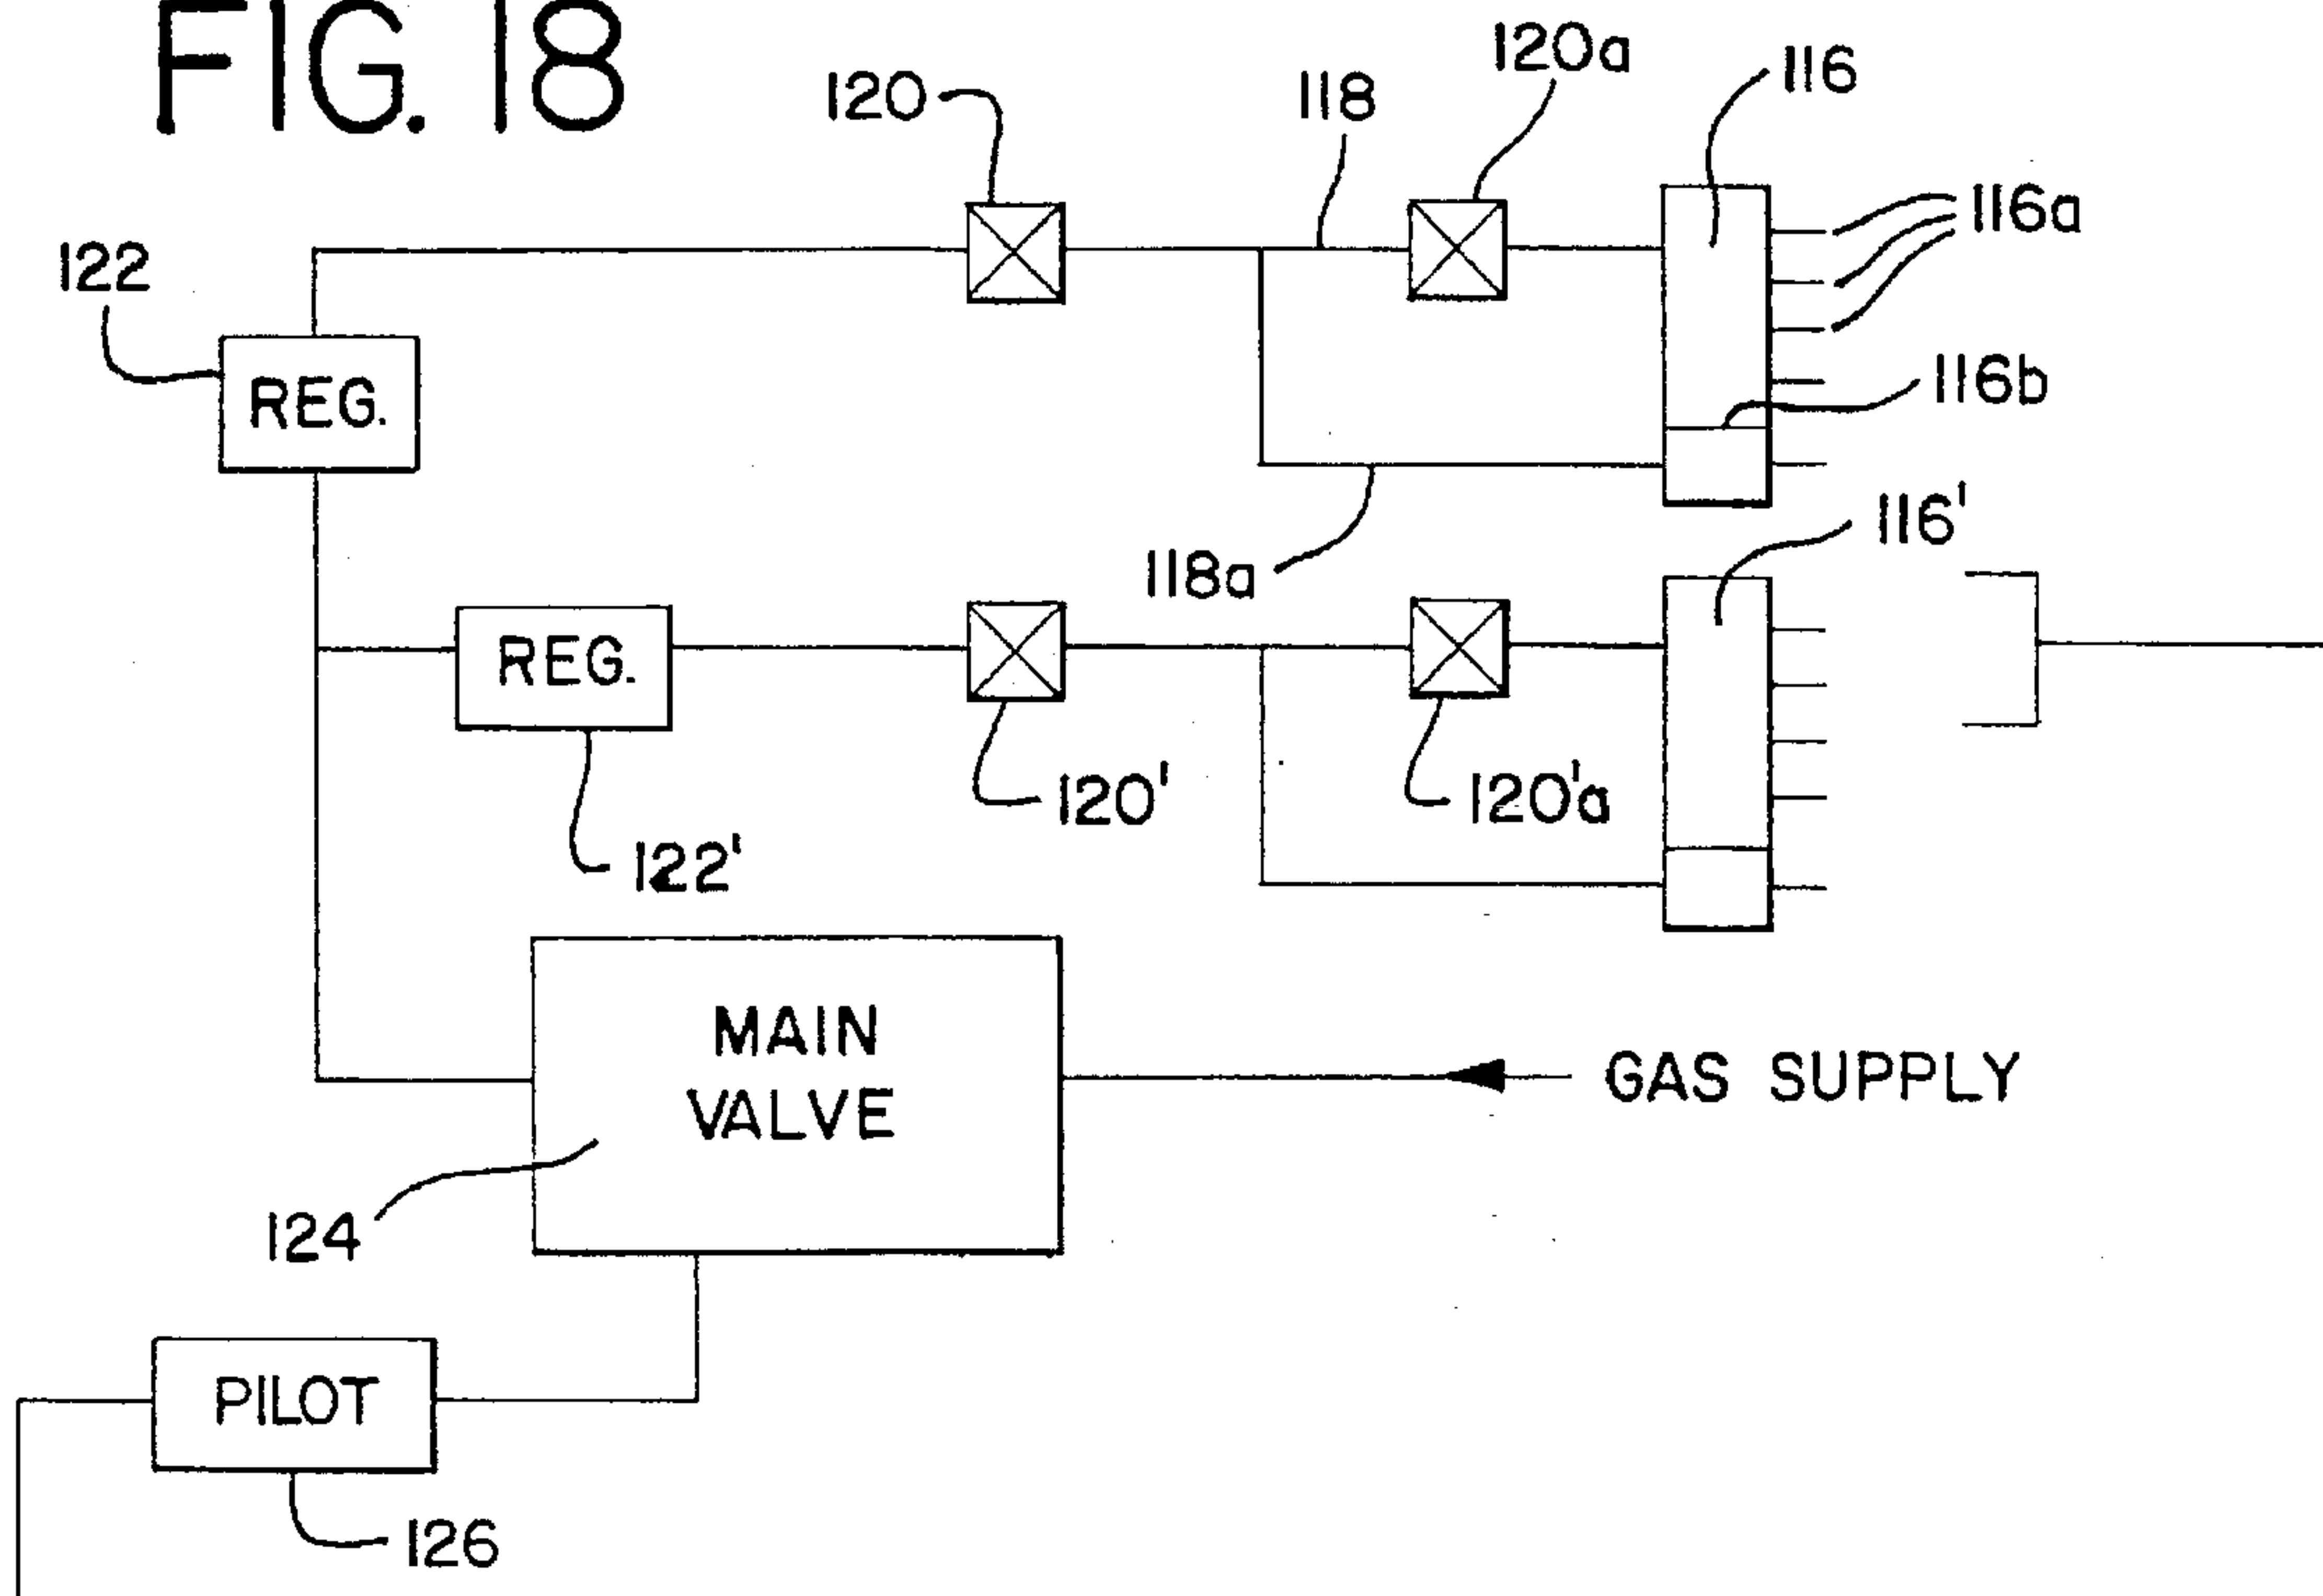 FIG. 18
120
118
120a
116
116a
122
REG.
116b
116'
118a
REG.
120'
120'a
122'
MAIN
VALVE
GAS SUPPLY
124
PILOT
126